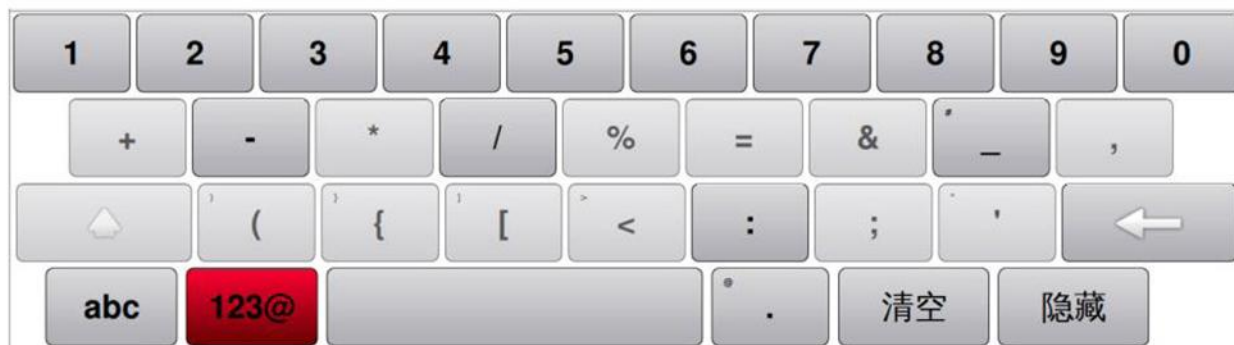 1 2 3 4 5 6 7 8 9 0
+ - * / % = & # _ ,
) ( } { ] [ > < : ; '
abc 123@ @ . 清空 隐藏